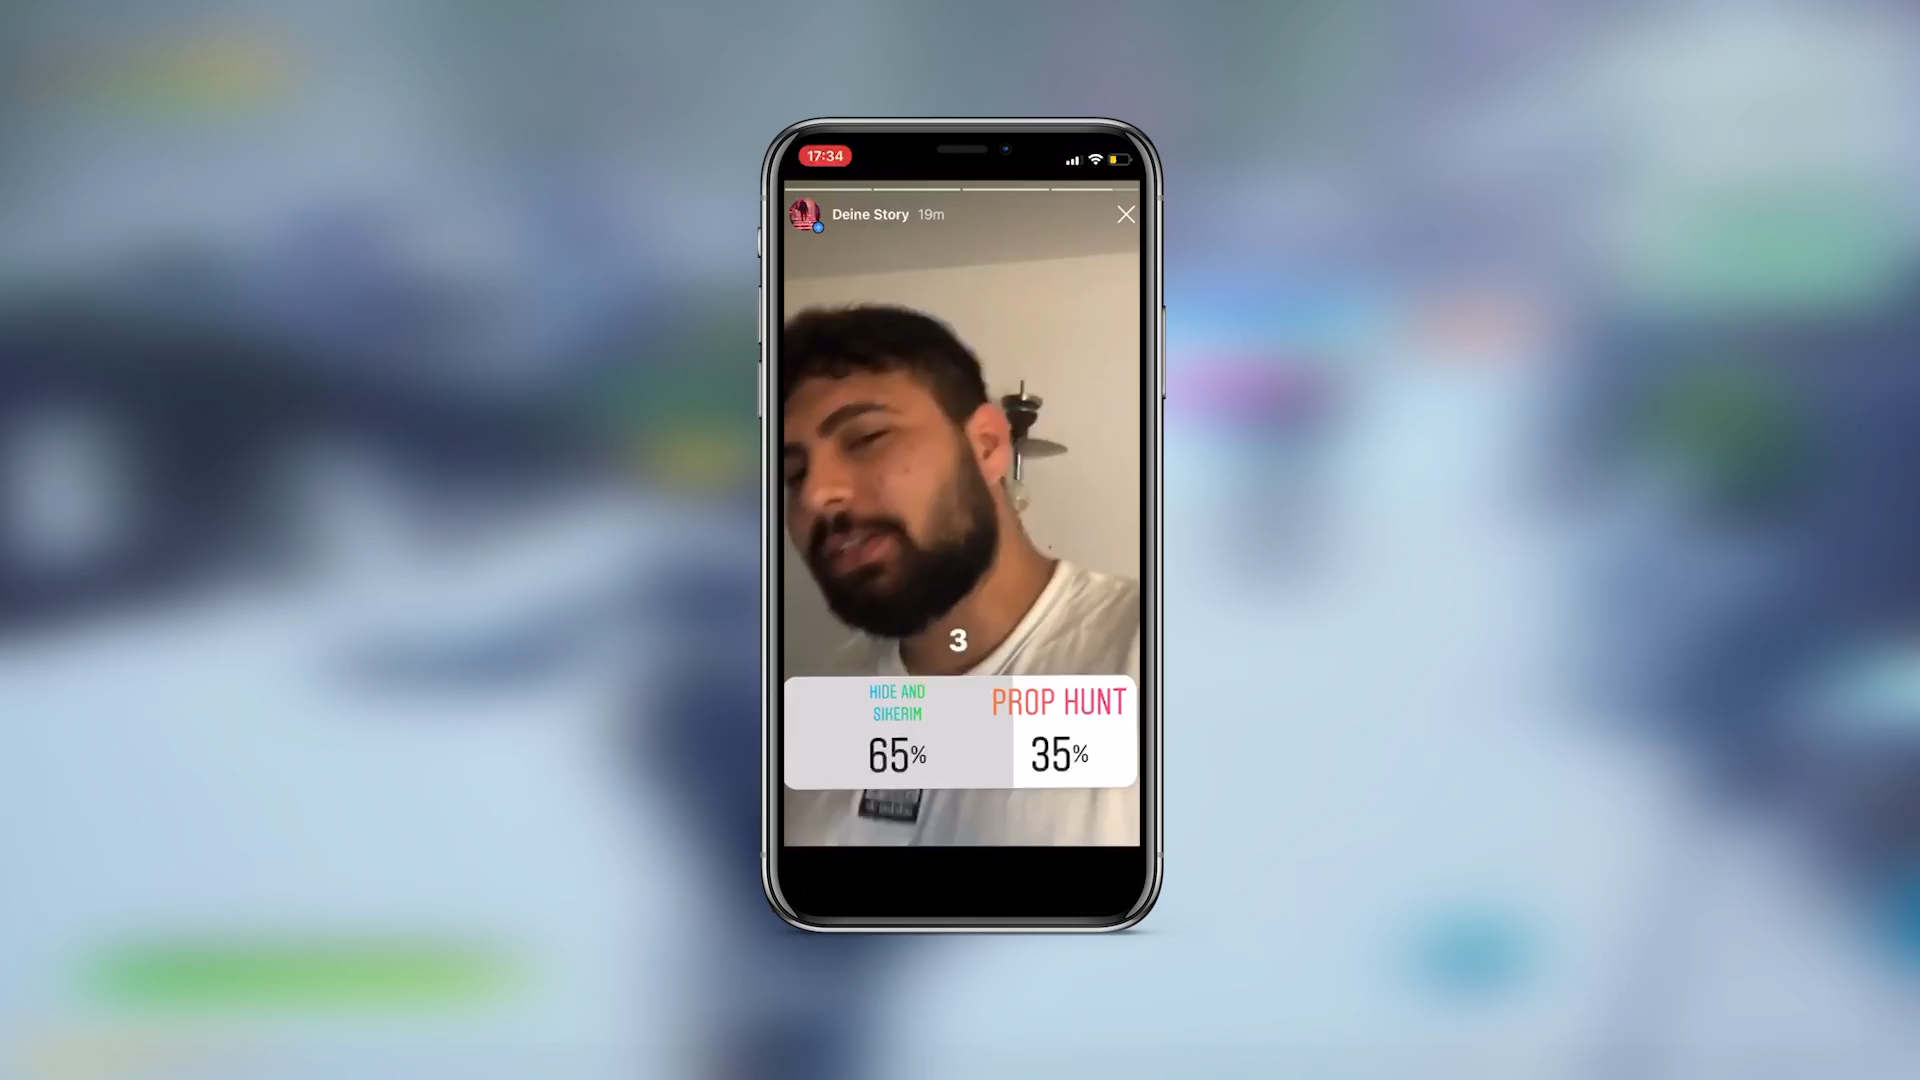 17:34
Deine Story 19m
3
HIDE AND
SIKERIM
PROP HUNT
65%
35%